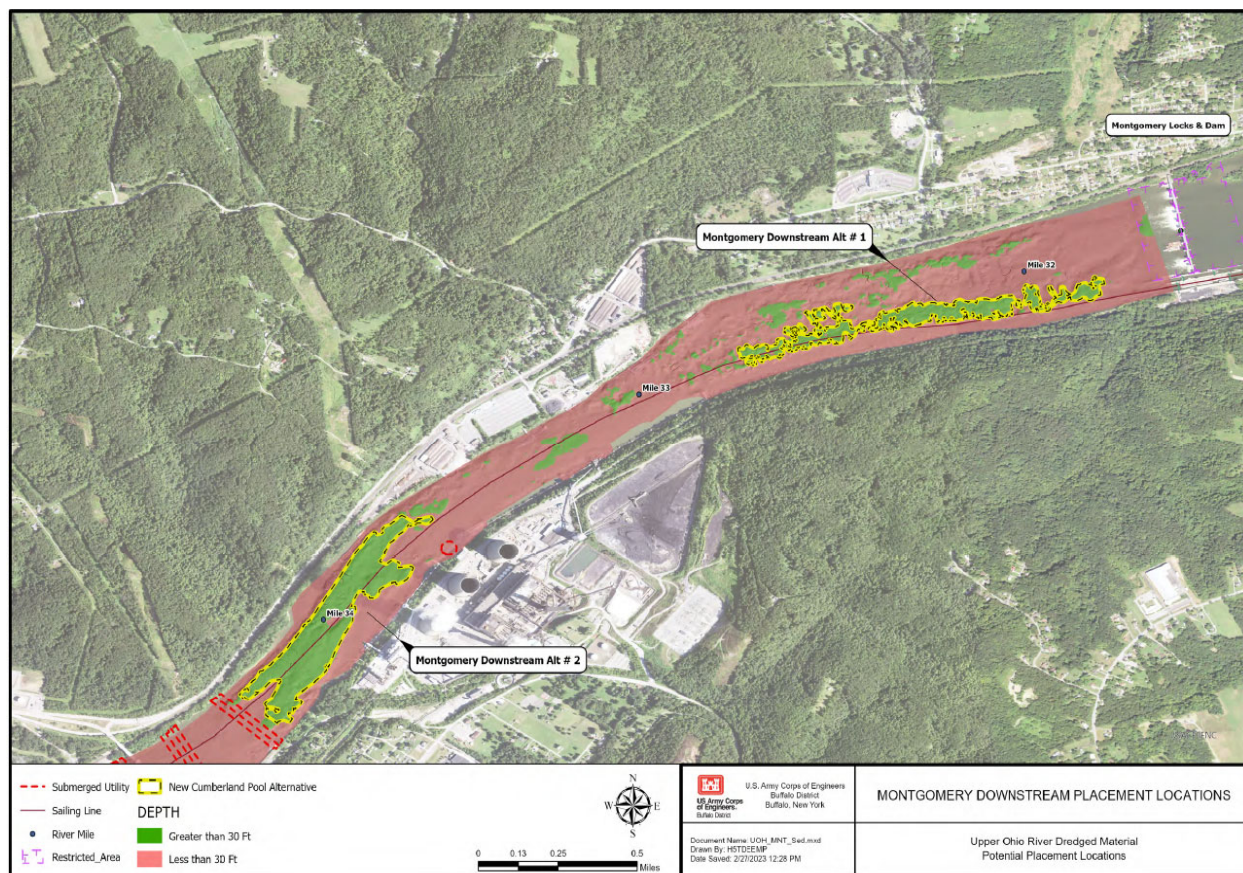 Montgomery Locks & Dam
Montgomery Downstream Alt # 1
Mile 32
Mile 33
Mile 34
Montgomery Downstream Alt # 2
Submerged Utility
Sailing Line
River Mile
Restricted_Area
New Cumberland Pool Alternative
DEPTH
Greater than 30 Ft
Less than 30 Ft
N
W
E
S
0 0.13 0.25 0.5
Miles
US Army Corps
of Engineers.
Buffalo District
U.S. Army Corps of Engineers
Buffalo District
Buffalo, New York
Document Name: UOH_MNT_Sed.mxd
Drawn By: H5TDEEMP
Date Saved: 2/27/2023 12:28 PM
MONTGOMERY DOWNSTREAM PLACEMENT LOCATIONS
Upper Ohio River Dredged Material
Potential Placement Locations